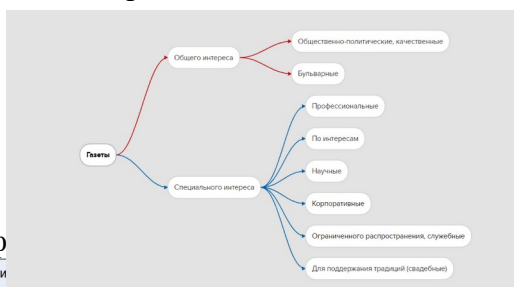 Общественно-политические, качественные
Общего интереса
Бульварные
Профессиональные
По интересам
Газеты
Научные
Специального интереса
Корпоративные
Ограниченного распространения, служебные
Для поддержания традиций (свадебные)